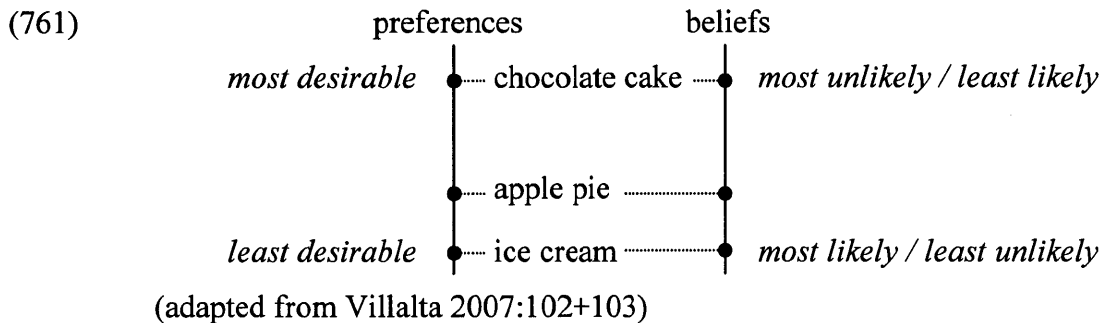 (761) preferences beliefs
most desirable chocolate cake most unlikely / least likely
apple pie
least desirable ice cream most likely / least unlikely
(adapted from Villalta 2007:102+103)